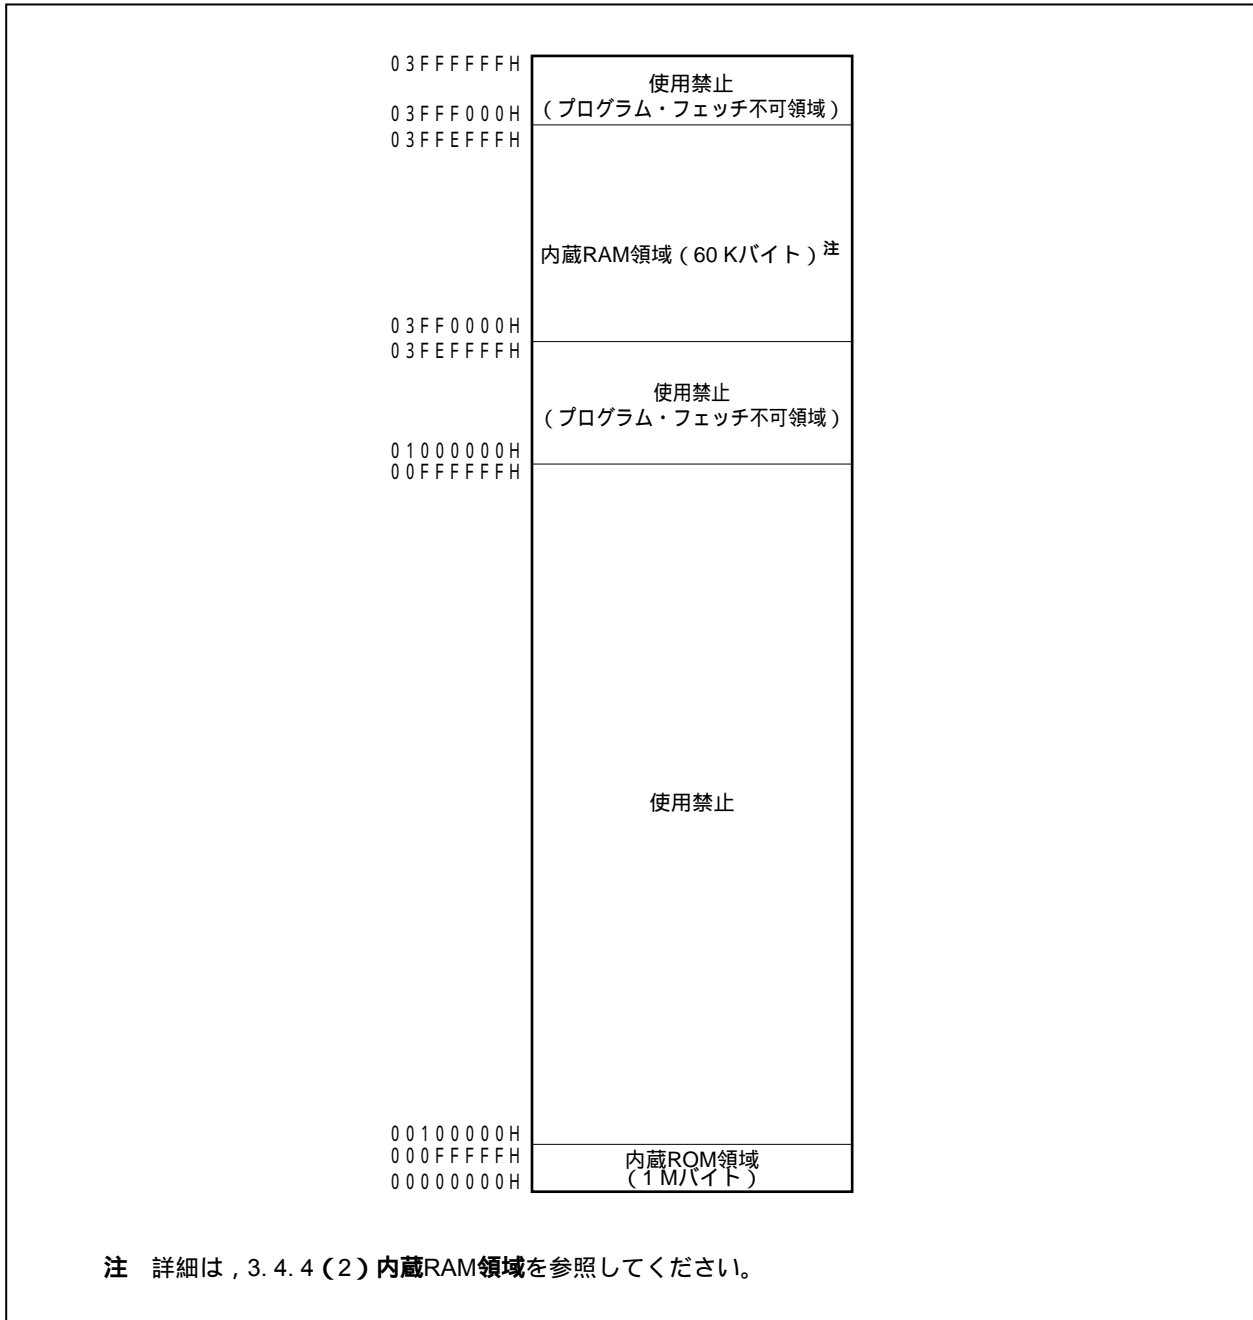 03FFFFFFH
使用禁止
(プログラム・フェッチ不可領域)
03FFF000H
03FFEFFFH
内蔵RAM領域(60 Kバイト)注
03FF0000H
03FEFFFFH
使用禁止
(プログラム・フェッチ不可領域)
01000000H
00FFFFFFH
使用禁止
00100000H
000FFFFFH
内蔵ROM領域
(1 Mバイト)
00000000H
注 詳細は,3. 4. 4(2)内蔵RAM領域を参照してください。